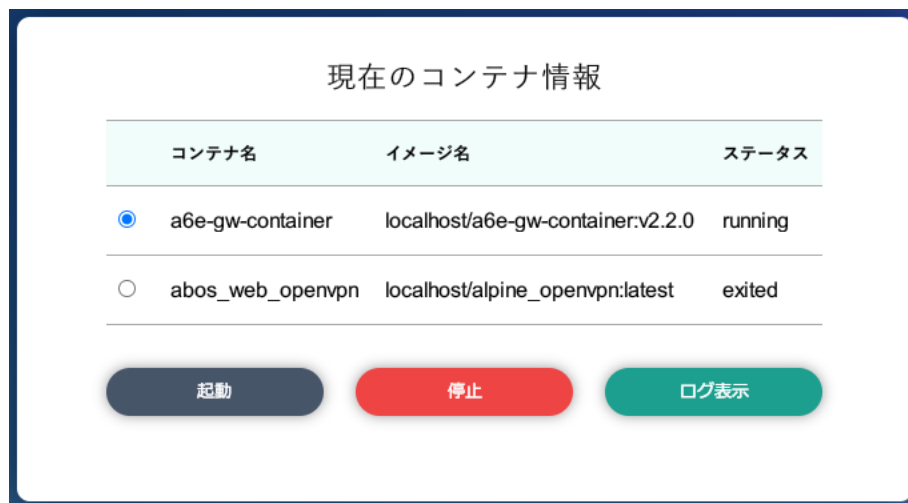 現在のコンテナ情報
コンテナ名 イメージ名 ステータス
a6e-gw-container localhost/a6e-gw-container:v2.2.0 running
abos_web_openvpn localhost/alpine_openvpn:latest exited
起動 停止 ログ表示